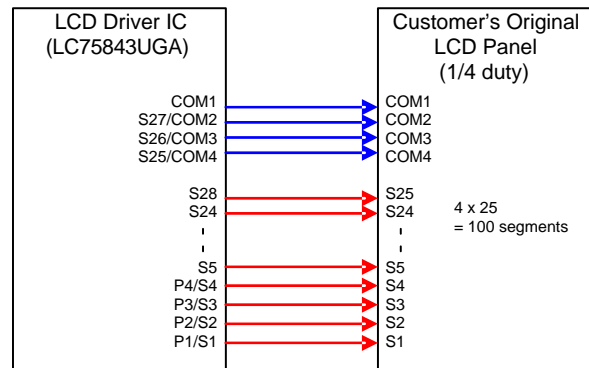 LCD Driver IC
(LC75843UGA)
COM1
S27/COM2
S26/COM3
S25/COM4
S28
S24
S5
P4/S4
P3/S3
P2/S2
P1/S1
Customer's Original
LCD Panel
(1/4 duty)
COM1
COM2
COM3
COM4
S25
S24
S5
S4
S3
S2
S1
4 x 25
= 100 segments